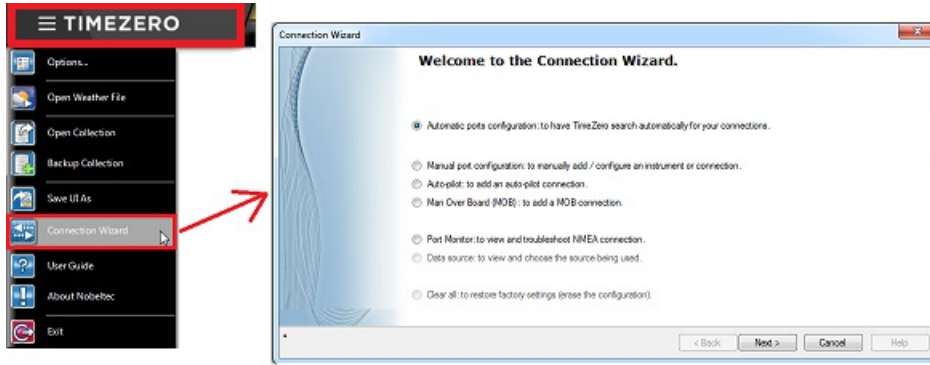 ☰ TIMEZERO
Options...
Open Weather File
Open Collection
Backup Collection
Save UI As
Connection Wizard
User Guide
About Nobeltec
Exit
Connection Wizard
Welcome to the Connection Wizard.
Automatic ports configuration: to have TimeZero search automatically for your connections.
Manual port configuration: to manually add / configure an instrument or connection.
Auto-pilot: to add an auto-pilot connection.
Man Over Board (MOB) : to add a MOB connection.
Port Monitor: to view and troubleshoot NMEA connection.
Data source: to view and choose the source being used.
Clear all: to restore factory settings (erase the configuration).
< Back Next > Cancel Help